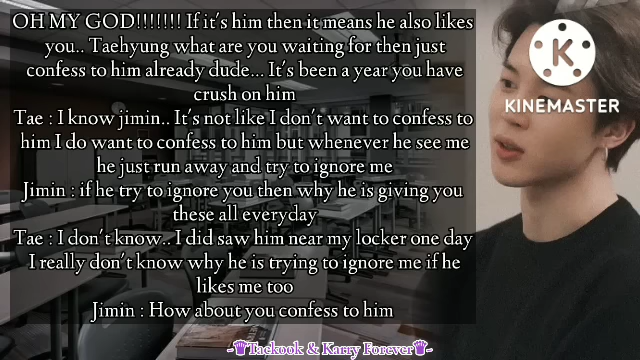 OH MY GOD!!!!!!! If it's him then it means he also likes
you.. Taehyung what are you waiting for then just
confess to him already dude... It's been a year you have
crush on him
Tae : I know jimin.. It's not like I don't want to confess to
him I do want to confess to him but whenever he see me
he just run away and try to ignore me
Jimin : if he try to ignore you then why he is giving you
these all everyday
Tae : I don't know.. I did saw him near my locker one day
I really don't know why he is trying to ignore me if he
likes me too
Jimin : How about you confess to him
K
KINEMASTER
-♛Taekook & Karry Forever♛-